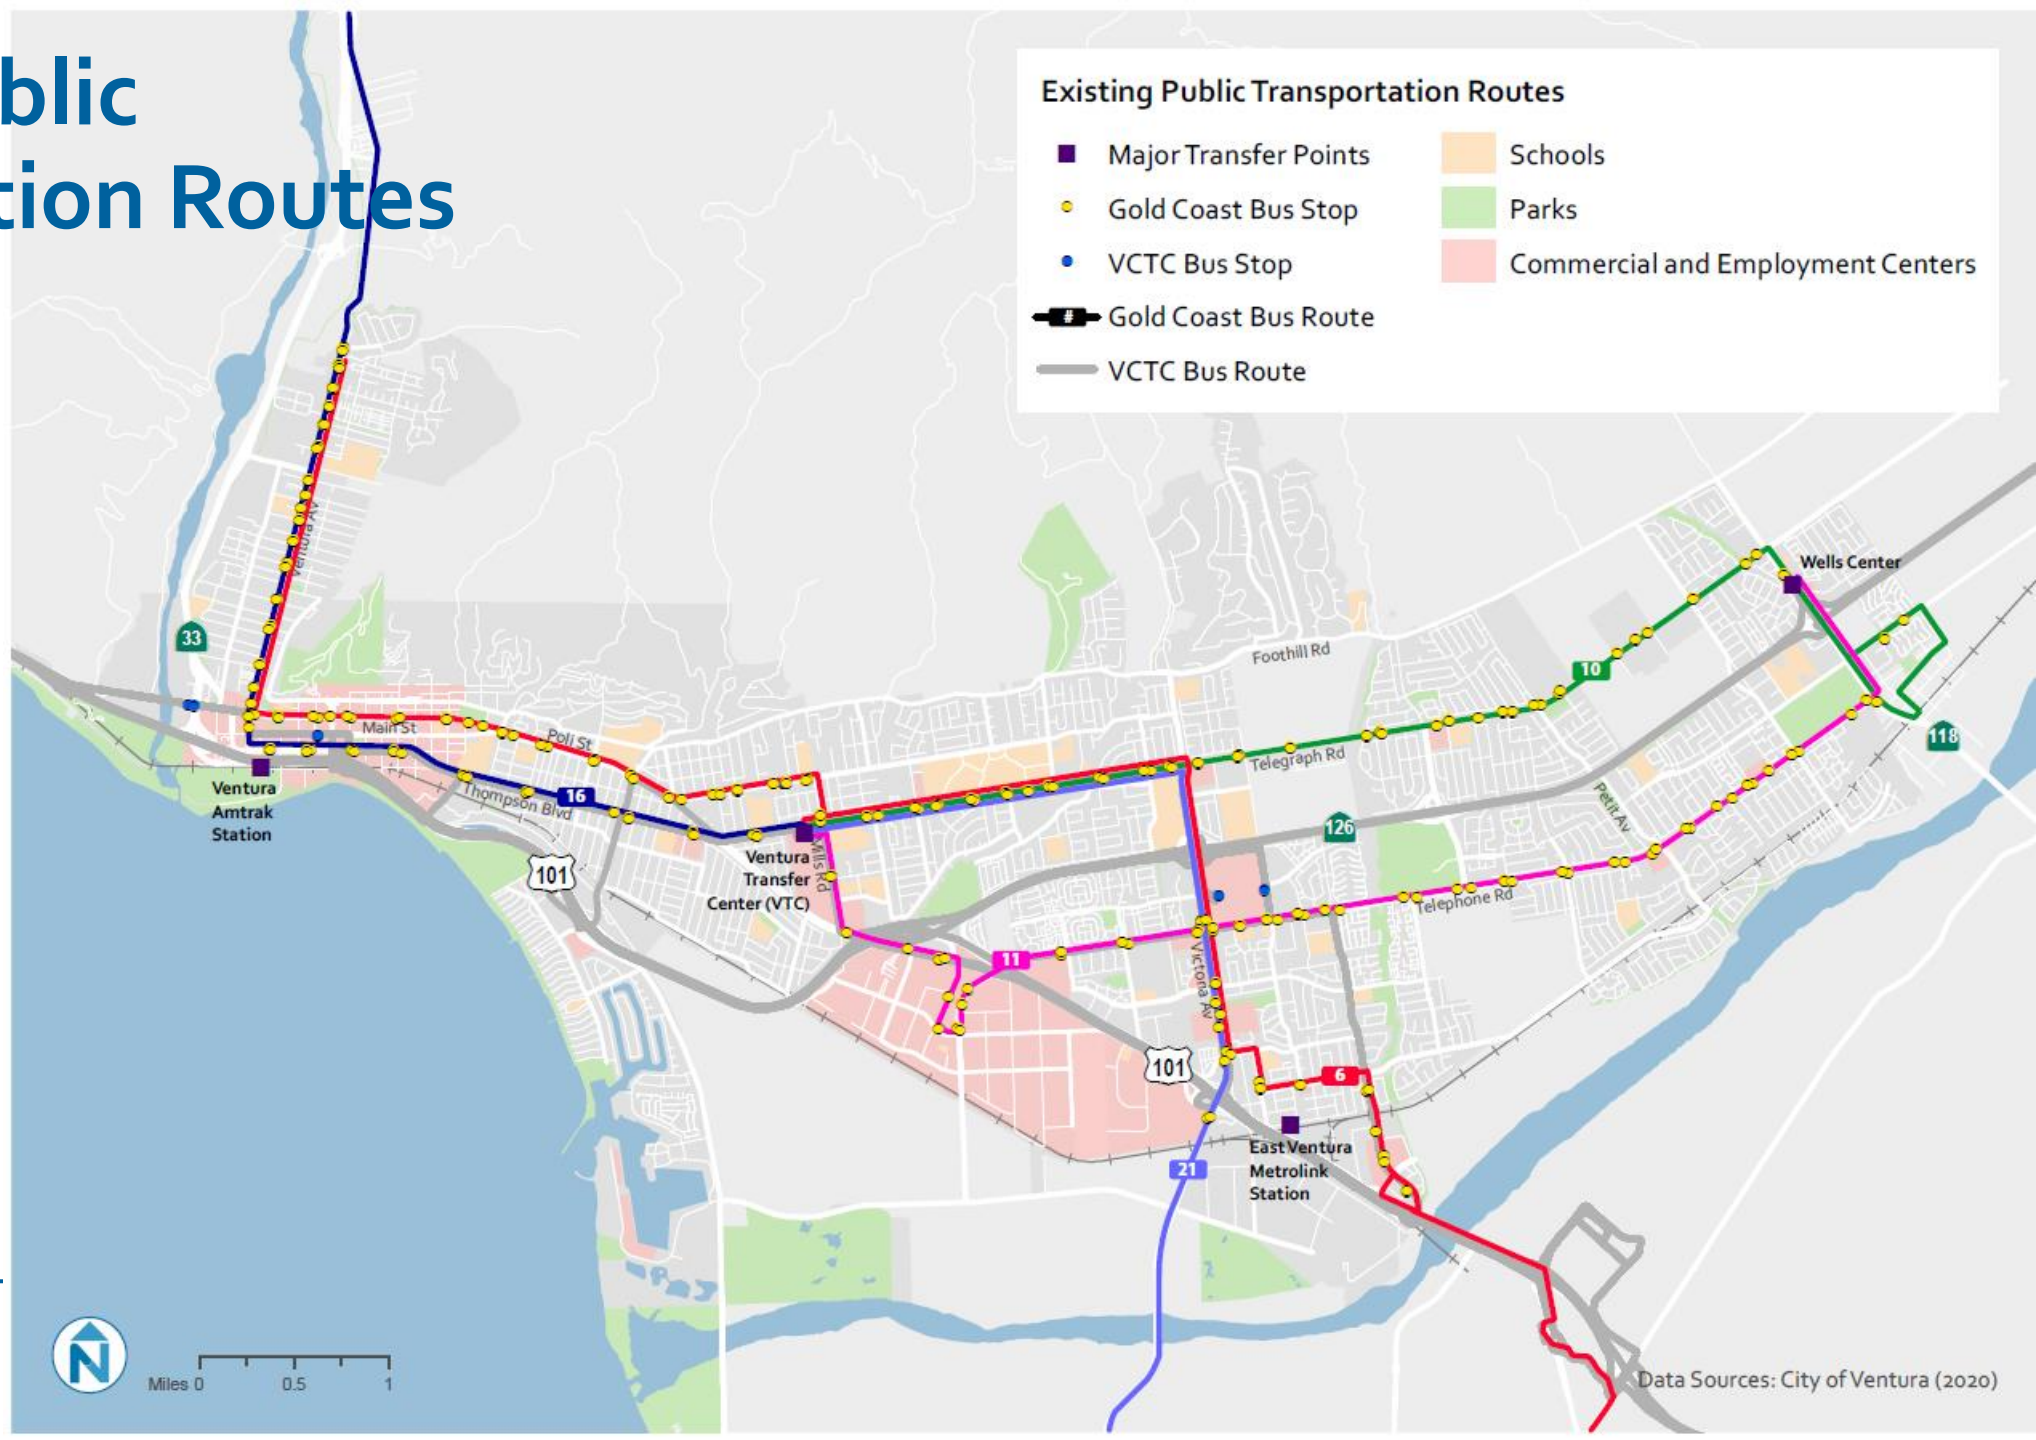 blic
tion Routes
Existing Public Transportation Routes
Major Transfer Points
Schools
Gold Coast Bus Stop
Parks
VCTC Bus Stop
Commercial and Employment Centers
#
Gold Coast Bus Route
VCTC Bus Route
Ventura Av
Wells Center
33
Foothill Rd
10
Main St
Poli St
118
Telegraph Rd
Ventura
Amtrak
Station
Thompson Blvd
16
Petit Av
126
101
Mills Rd
Ventura
Transfer
Center (VTC)
Telephone Rd
11
Victoria Av
101
6
East Ventura
Metrolink
Station
21
N
Miles 0
0.5
1
Data Sources: City of Ventura (2020)